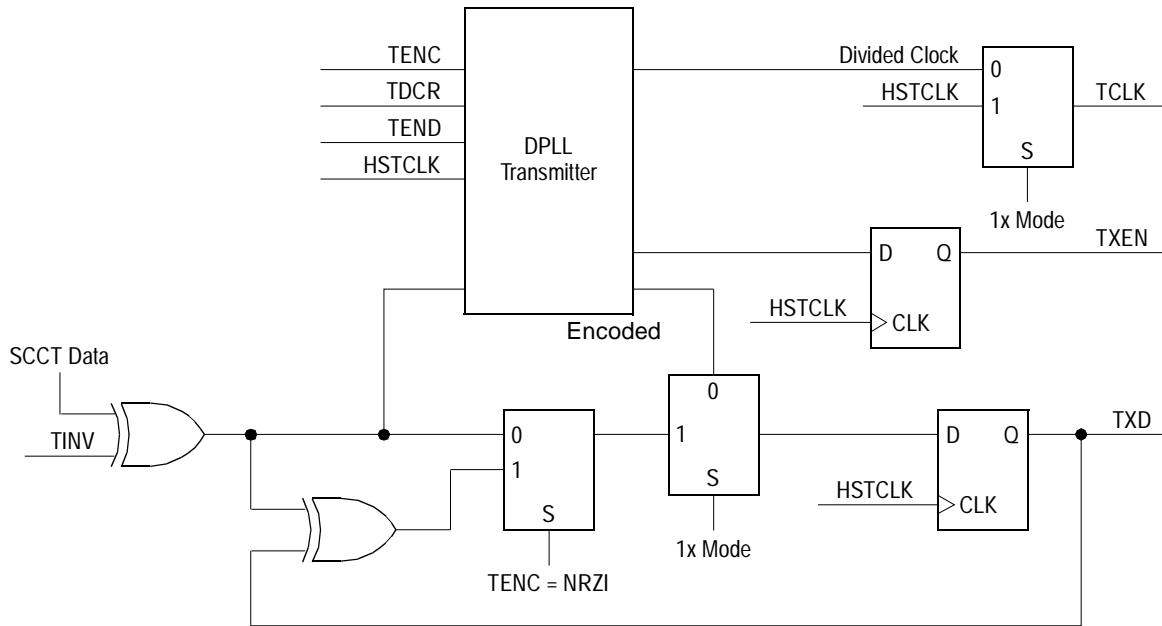 TENC
TDCR
TEND
HSTCLK
DPLL
Transmitter
Divided Clock
HSTCLK
0
1
S
TCLK
1x Mode
TXEN
D
Q
HSTCLK
CLK
Encoded
SCCT Data
TINV
0
1
S
TENC = NRZI
0
1
S
1x Mode
D
Q
HSTCLK
CLK
TXD